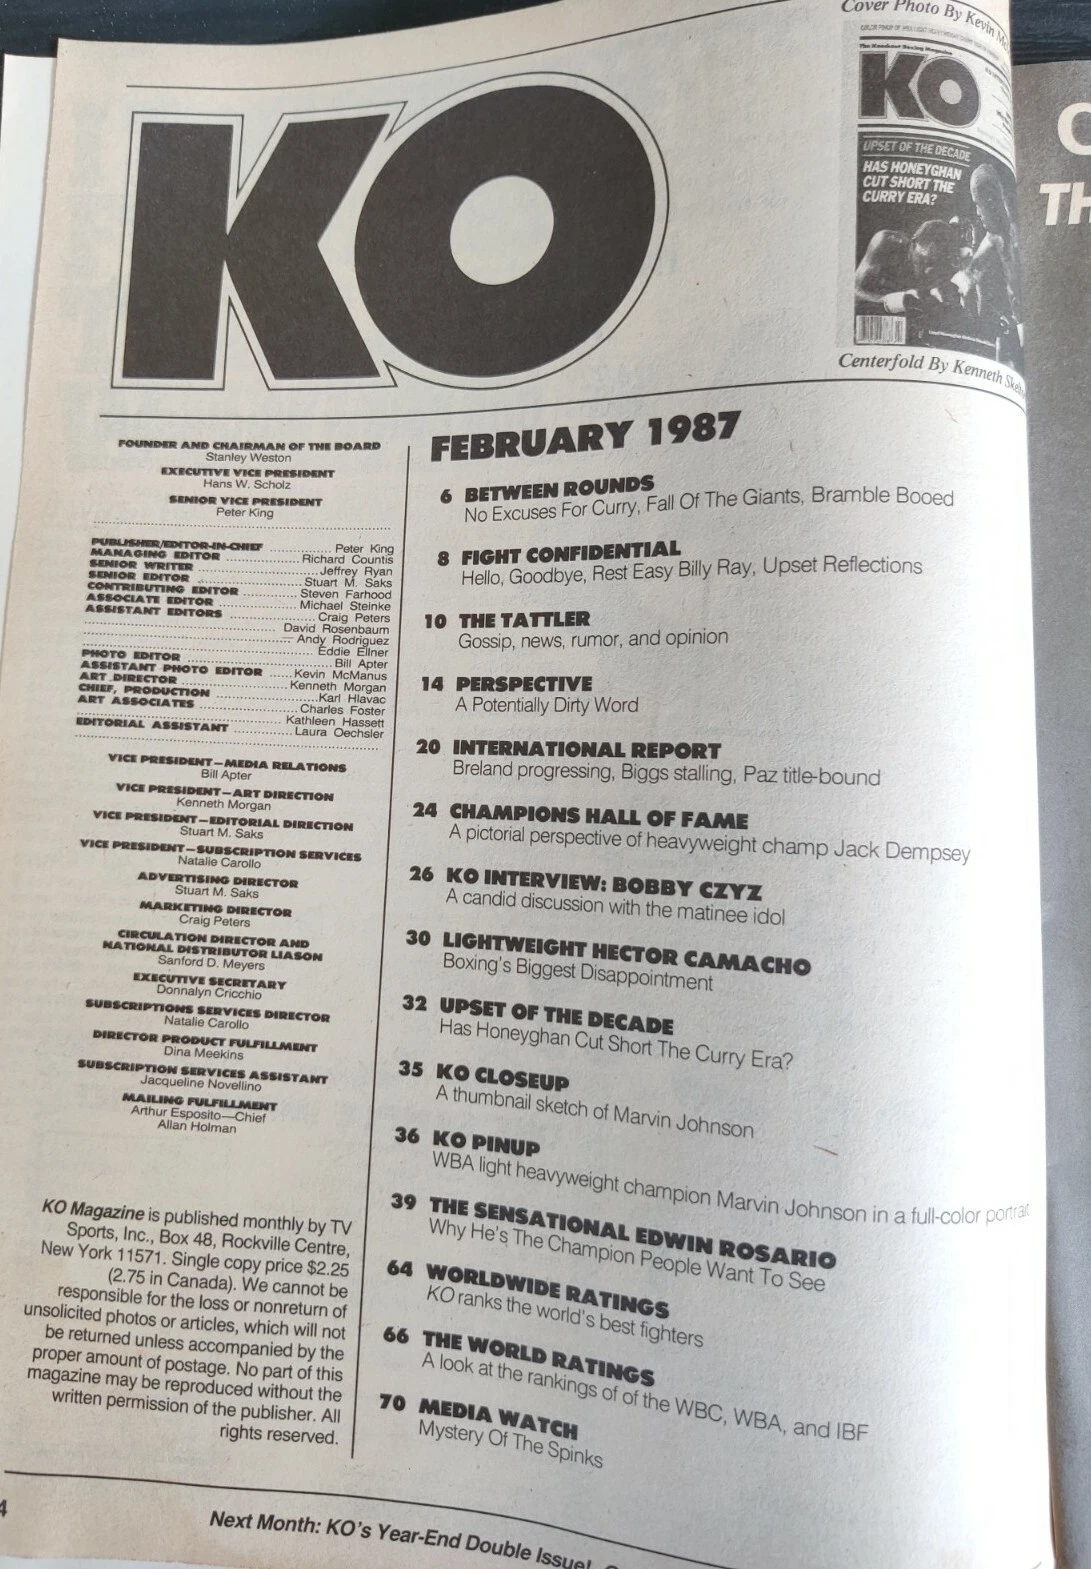 Cover Photo By Kevin
The Knockout Boxing Magazine
KO
UPSET OF THE DECADE
HAS HONEYGHAN
CUT SHORT THE
CURRY ERA?
Centerfold By Kenneth
KO
FOUNDER AND CHAIRMAN OF THE BOARD
Stanley Weston
EXECUTIVE VICE PRESIDENT
Hans W. Scholz
SENIOR VICE PRESIDENT
Peter King
PUBLISHER/EDITOR-IN-CHIEF ............... Peter King
MANAGING EDITOR ............... Richard Countis
SENIOR WRITER ............... Jeffrey Ryan
SENIOR EDITOR ............... Stuart M. Saks
CONTRIBUTING EDITOR ............... Steven Farhood
ASSOCIATE EDITOR ............... Michael Steinke
ASSISTANT EDITORS ............... Craig Peters
............... David Rosenbaum
............... Andy Rodriguez
............... Eddie Ellner
PHOTO EDITOR ............... Bill Apter
ASSISTANT PHOTO EDITOR ...... Kevin McManus
ART DIRECTOR ............... Kenneth Morgan
CHIEF, PRODUCTION ............... Karl Hlavac
ART ASSOCIATES ............... Charles Foster
............... Kathleen Hassett
EDITORIAL ASSISTANT ............... Laura Oechsler
VICE PRESIDENT—MEDIA RELATIONS
Bill Apter
VICE PRESIDENT—ART DIRECTION
Kenneth Morgan
VICE PRESIDENT—EDITORIAL DIRECTION
Stuart M. Saks
VICE PRESIDENT—SUBSCRIPTION SERVICES
Natalie Carollo
ADVERTISING DIRECTOR
Stuart M. Saks
MARKETING DIRECTOR
Craig Peters
CIRCULATION DIRECTOR AND
NATIONAL DISTRIBUTOR LIASON
Sanford D. Meyers
EXECUTIVE SECRETARY
Donnalyn Cricchio
SUBSCRIPTIONS SERVICES DIRECTOR
Natalie Carollo
DIRECTOR PRODUCT FULFILLMENT
Dina Meekins
SUBSCRIPTION SERVICES ASSISTANT
Jacqueline Novellino
MAILING FULFILLMENT
Arthur Esposito—Chief
Allan Holman
KO Magazine is published monthly by TV
Sports, Inc., Box 48, Rockville Centre,
New York 11571. Single copy price $2.25
(2.75 in Canada). We cannot be
responsible for the loss or nonreturn of
unsolicited photos or articles, which will not
be returned unless accompanied by the
proper amount of postage. No part of this
magazine may be reproduced without the
written permission of the publisher. All
rights reserved.
FEBRUARY 1987
6 BETWEEN ROUNDS
No Excuses For Curry, Fall Of The Giants, Bramble Booed
8 FIGHT CONFIDENTIAL
Hello, Goodbye, Rest Easy Billy Ray, Upset Reflections
10 THE TATTLER
Gossip, news, rumor, and opinion
14 PERSPECTIVE
A Potentially Dirty Word
20 INTERNATIONAL REPORT
Breland progressing, Biggs stalling, Paz title-bound
24 CHAMPIONS HALL OF FAME
A pictorial perspective of heavyweight champ Jack Dempsey
26 KO INTERVIEW: BOBBY CZYZ
A candid discussion with the matinee idol
30 LIGHTWEIGHT HECTOR CAMACHO
Boxing's Biggest Disappointment
32 UPSET OF THE DECADE
Has Honeyghan Cut Short The Curry Era?
35 KO CLOSEUP
A thumbnail sketch of Marvin Johnson
36 KO PINUP
WBA light heavyweight champion Marvin Johnson in a full-color portrait
39 THE SENSATIONAL EDWIN ROSARIO
Why He's The Champion People Want To See
64 WORLDWIDE RATINGS
KO ranks the world's best fighters
66 THE WORLD RATINGS
A look at the rankings of of the WBC, WBA, and IBF
70 MEDIA WATCH
Mystery Of The Spinks
4
Next Month: KO's Year-End Double Issue!
TH